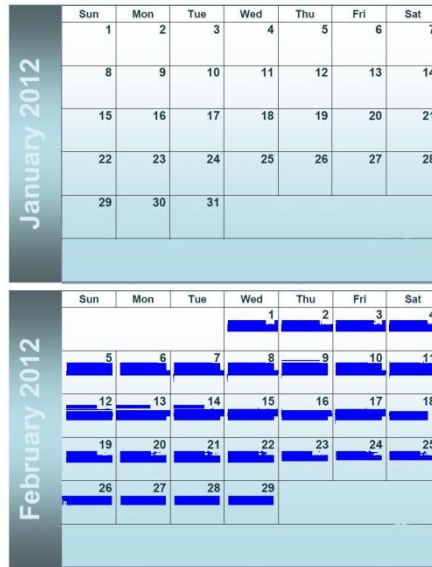 January 2012
Sun Mon Tue Wed Thu Fri Sat
1 2 3 4 5 6 7
8 9 10 11 12 13 14
15 16 17 18 19 20 21
22 23 24 25 26 27 28
29 30 31
February 2012
Sun Mon Tue Wed Thu Fri Sat
1 2 3 4
5 6 7 8 9 10 11
12 13 14 15 16 17 18
19 20 21 22 23 24 25
26 27 28 29